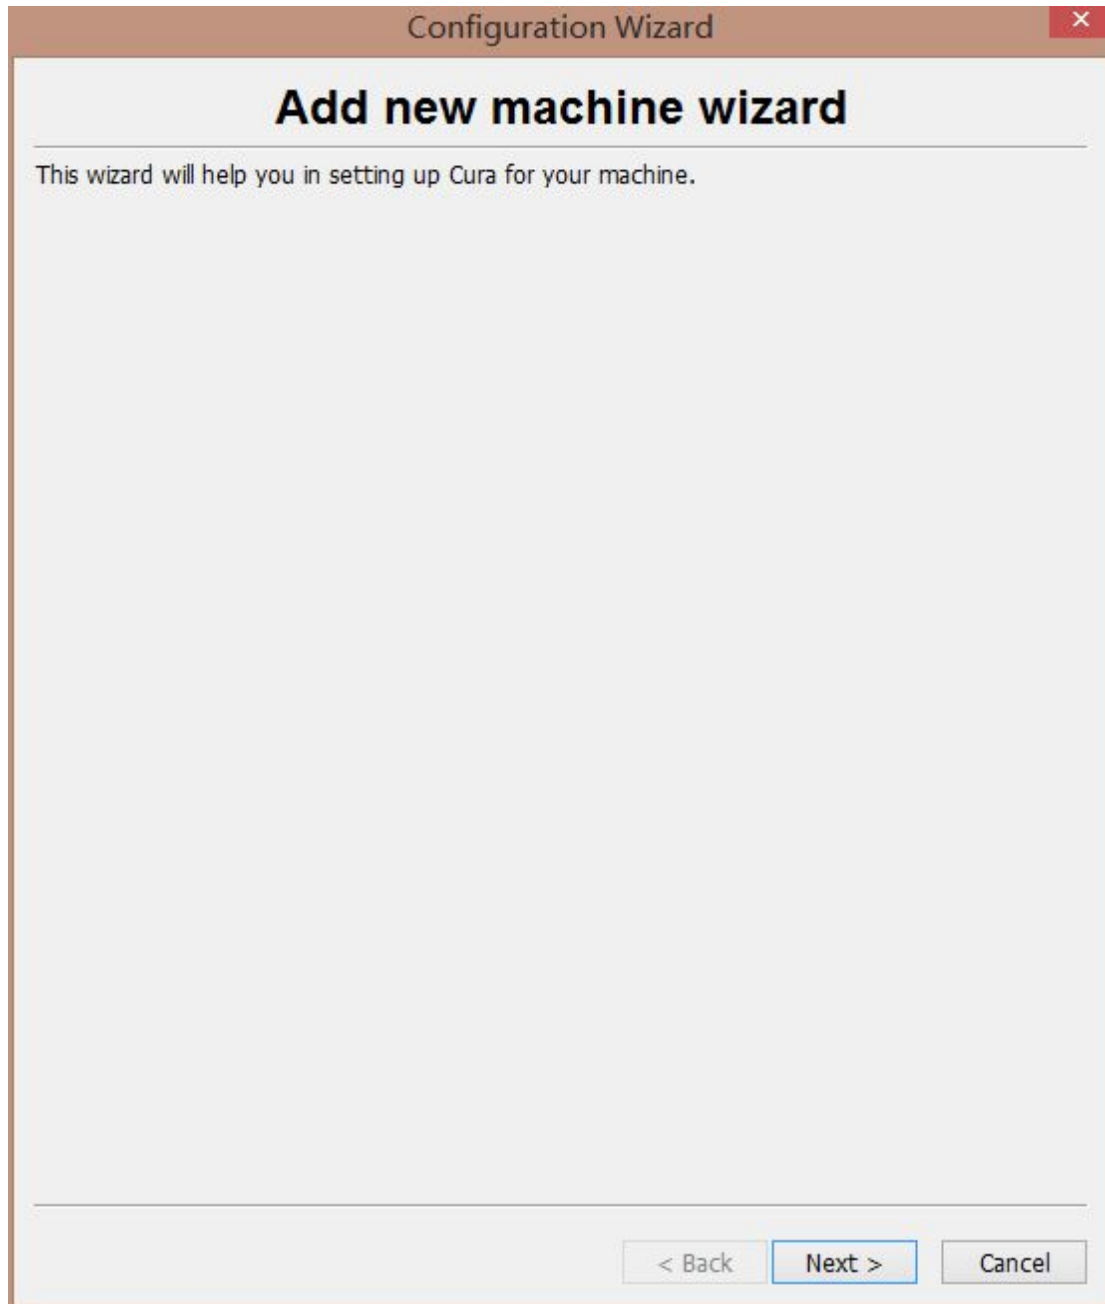 Configuration Wizard
Add new machine wizard
This wizard will help you in setting up Cura for your machine.
< Back Next > Cancel